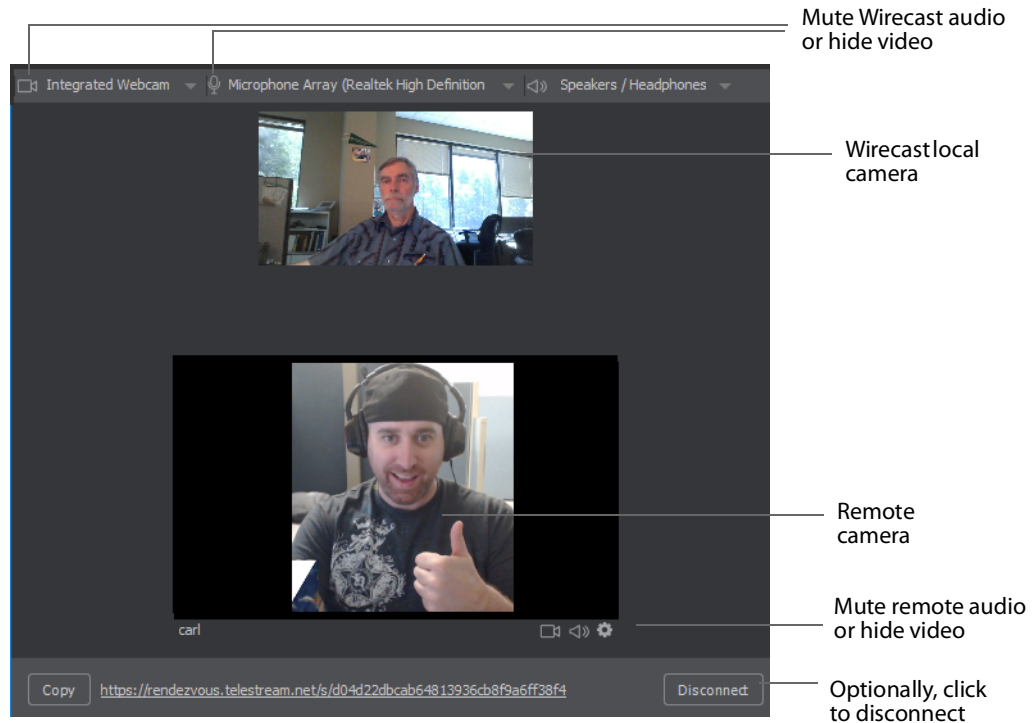 Mute Wirecast audio
or hide video
Integrated Webcam
Microphone Array (Realtek High Definition
Speakers / Headphones
Wirecast local
camera
Remote
camera
carl
Mute remote audio
or hide video
Copy
https://rendezvous.telestream.net/s/d04d22dbcab64813936cb8f9a6ff38f4
Disconnect
Optionally, click
to disconnect